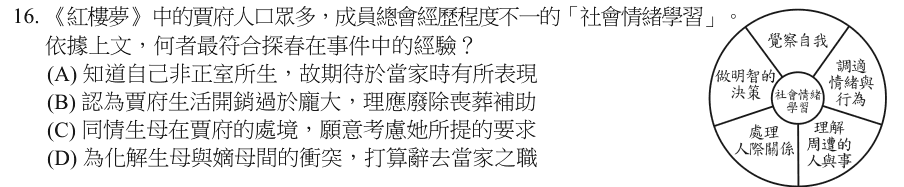 16. 《紅樓夢》中的賈府人口眾多，成員總會經歷程度不一的「社會情緒學習」。
依據上文，何者最符合探春在事件中的經驗？
(A) 知道自己非正室所生，故期待於當家時有所表現
(B) 認為賈府生活開銷過於龐大，理應廢除喪葬補助
(C) 同情生母在賈府的處境，願意考慮她所提的要求
(D) 為化解生母與嫡母間的衝突，打算辭去當家之職
覺察自我
調適
情緒與
行為
理解
周遭的
人與事
處理
人際關係
做明智的
決策
社會情緒
學習